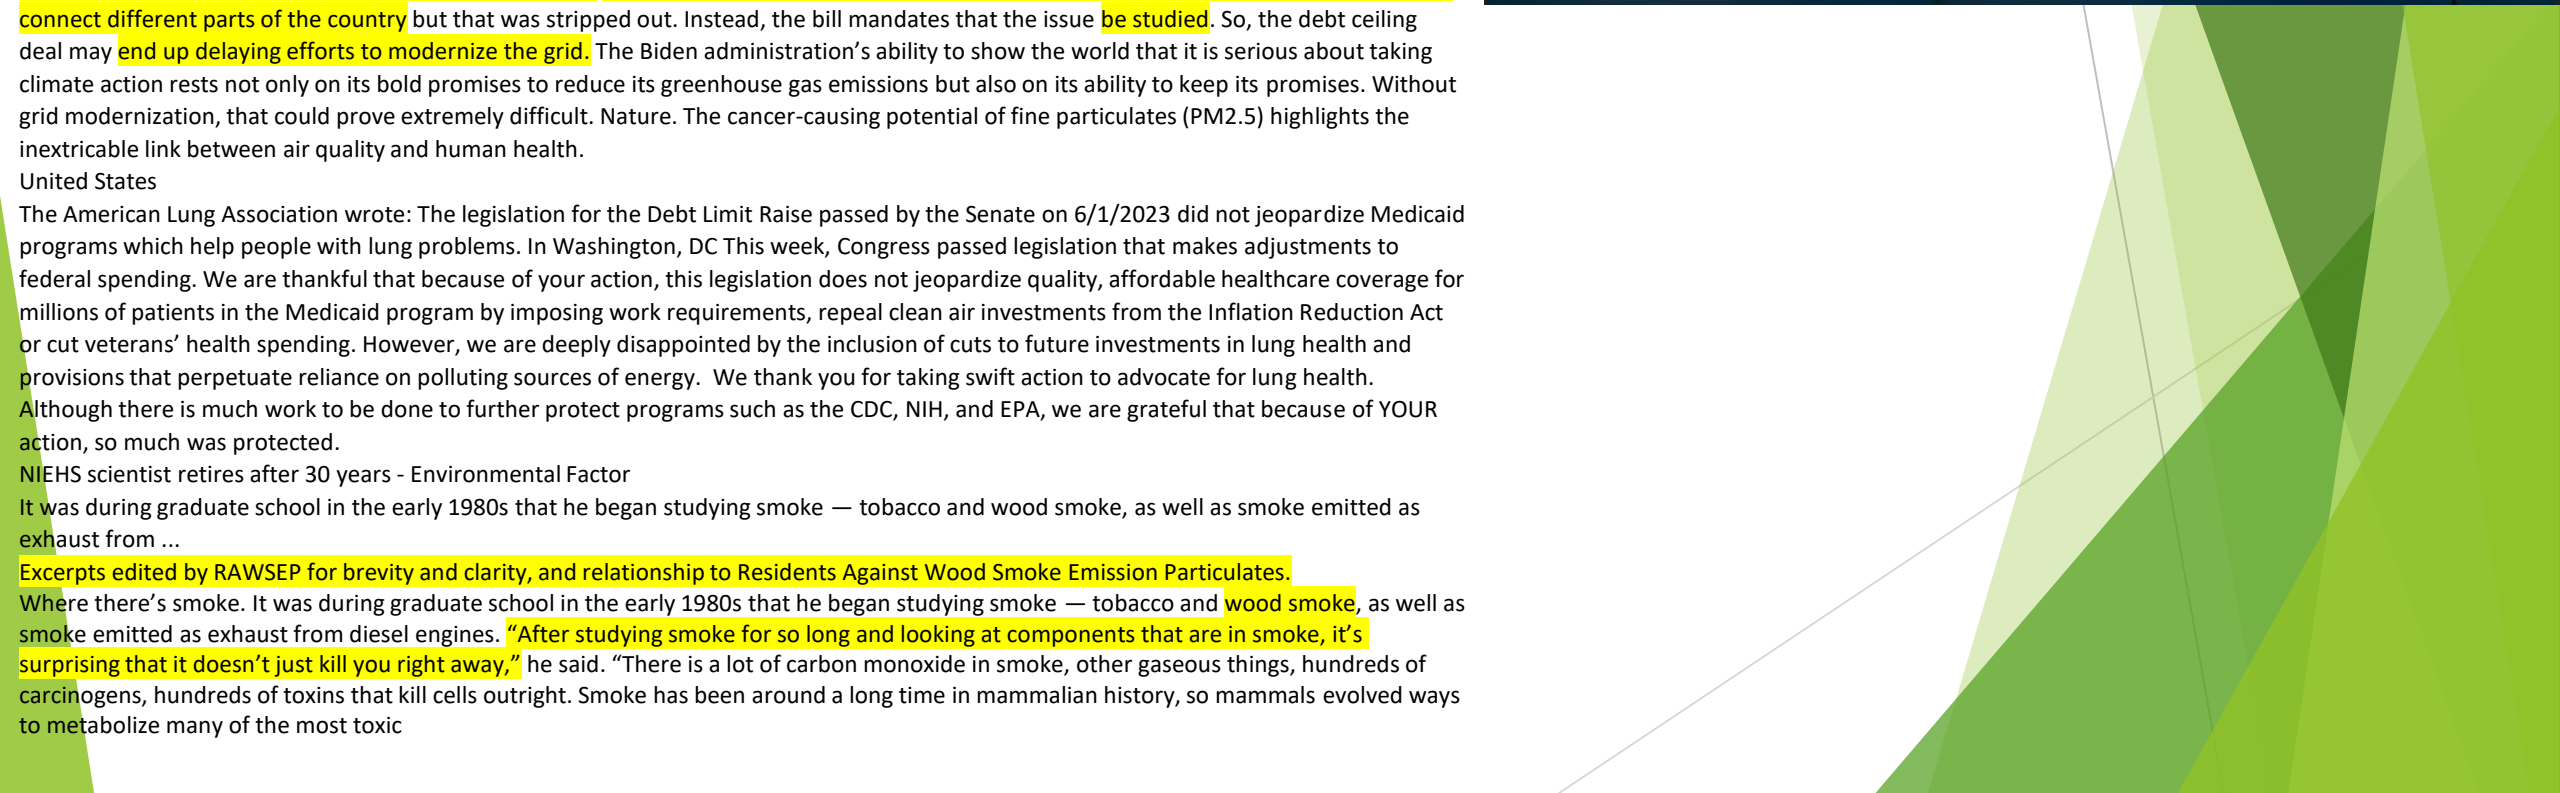 connect different parts of the country but that was stripped out. Instead, the bill mandates that the issue be studied. So, the debt ceiling
deal may end up delaying efforts to modernize the grid. The Biden administration’s ability to show the world that it is serious about taking
climate action rests not only on its bold promises to reduce its greenhouse gas emissions but also on its ability to keep its promises. Without
grid modernization, that could prove extremely difficult. Nature. The cancer-causing potential of fine particulates (PM2.5) highlights the
inextricable link between air quality and human health.
United States
The American Lung Association wrote: The legislation for the Debt Limit Raise passed by the Senate on 6/1/2023 did not jeopardize Medicaid
programs which help people with lung problems. In Washington, DC This week, Congress passed legislation that makes adjustments to
federal spending. We are thankful that because of your action, this legislation does not jeopardize quality, affordable healthcare coverage for
millions of patients in the Medicaid program by imposing work requirements, repeal clean air investments from the Inflation Reduction Act
or cut veterans’ health spending. However, we are deeply disappointed by the inclusion of cuts to future investments in lung health and
provisions that perpetuate reliance on polluting sources of energy.  We thank you for taking swift action to advocate for lung health.
Although there is much work to be done to further protect programs such as the CDC, NIH, and EPA, we are grateful that because of YOUR
action, so much was protected.
NIEHS scientist retires after 30 years - Environmental Factor
It was during graduate school in the early 1980s that he began studying smoke — tobacco and wood smoke, as well as smoke emitted as
exhaust from ...
Excerpts edited by RAWSEP for brevity and clarity, and relationship to Residents Against Wood Smoke Emission Particulates.
Where there’s smoke. It was during graduate school in the early 1980s that he began studying smoke — tobacco and wood smoke, as well as
smoke emitted as exhaust from diesel engines. “After studying smoke for so long and looking at components that are in smoke, it’s
surprising that it doesn’t just kill you right away,” he said. “There is a lot of carbon monoxide in smoke, other gaseous things, hundreds of
carcinogens, hundreds of toxins that kill cells outright. Smoke has been around a long time in mammalian history, so mammals evolved ways
to metabolize many of the most toxic